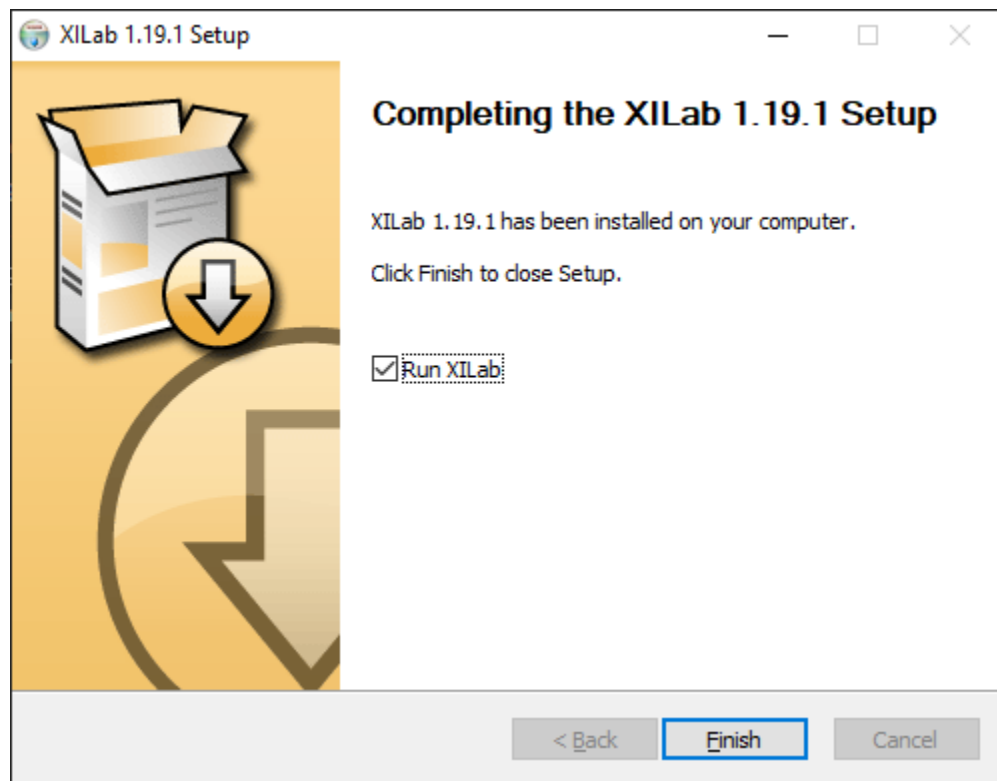 XILab 1.19.1 Setup
Completing the XILab 1.19.1 Setup
XILab 1.19.1 has been installed on your computer.
Click Finish to close Setup.
Run XILab
< Back Finish Cancel